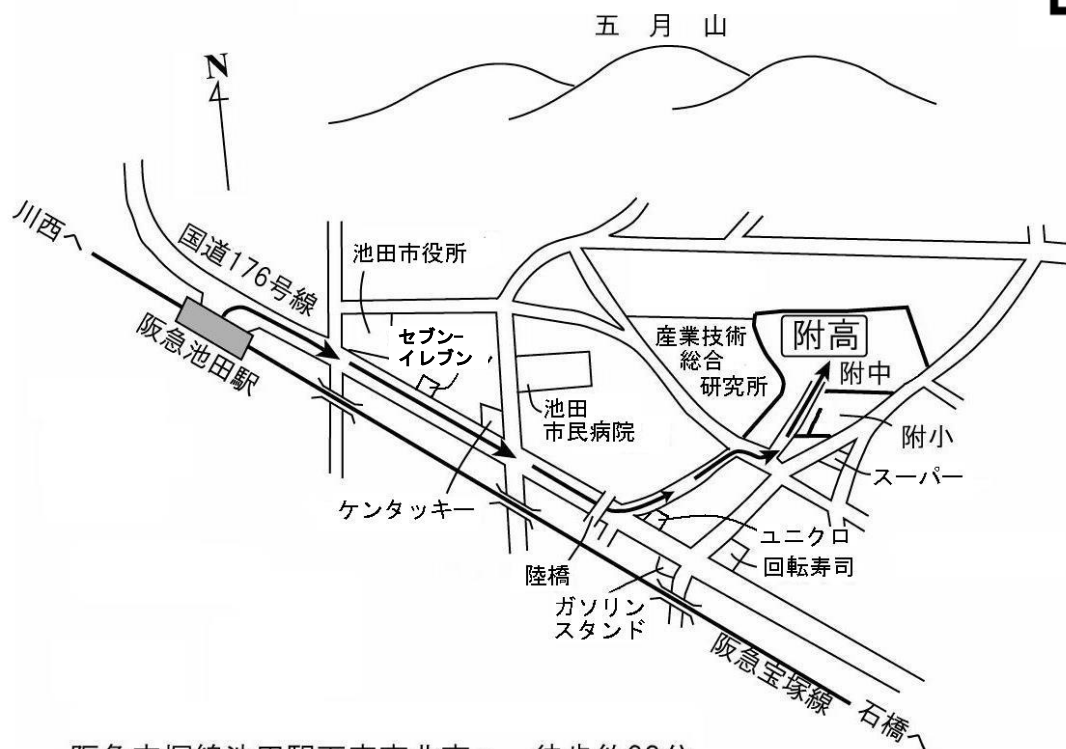 五月山
N
川西へ
国道176号線
池田市役所
阪急池田駅
セブン-
イレブン
産業技術
総合
研究所
附高
附中
附小
池田
市民病院
スーパー
ケンタッキー
ユニクロ
回転寿司
陸橋
ガソリン
スタンド
阪急宝塚線
石橋へ